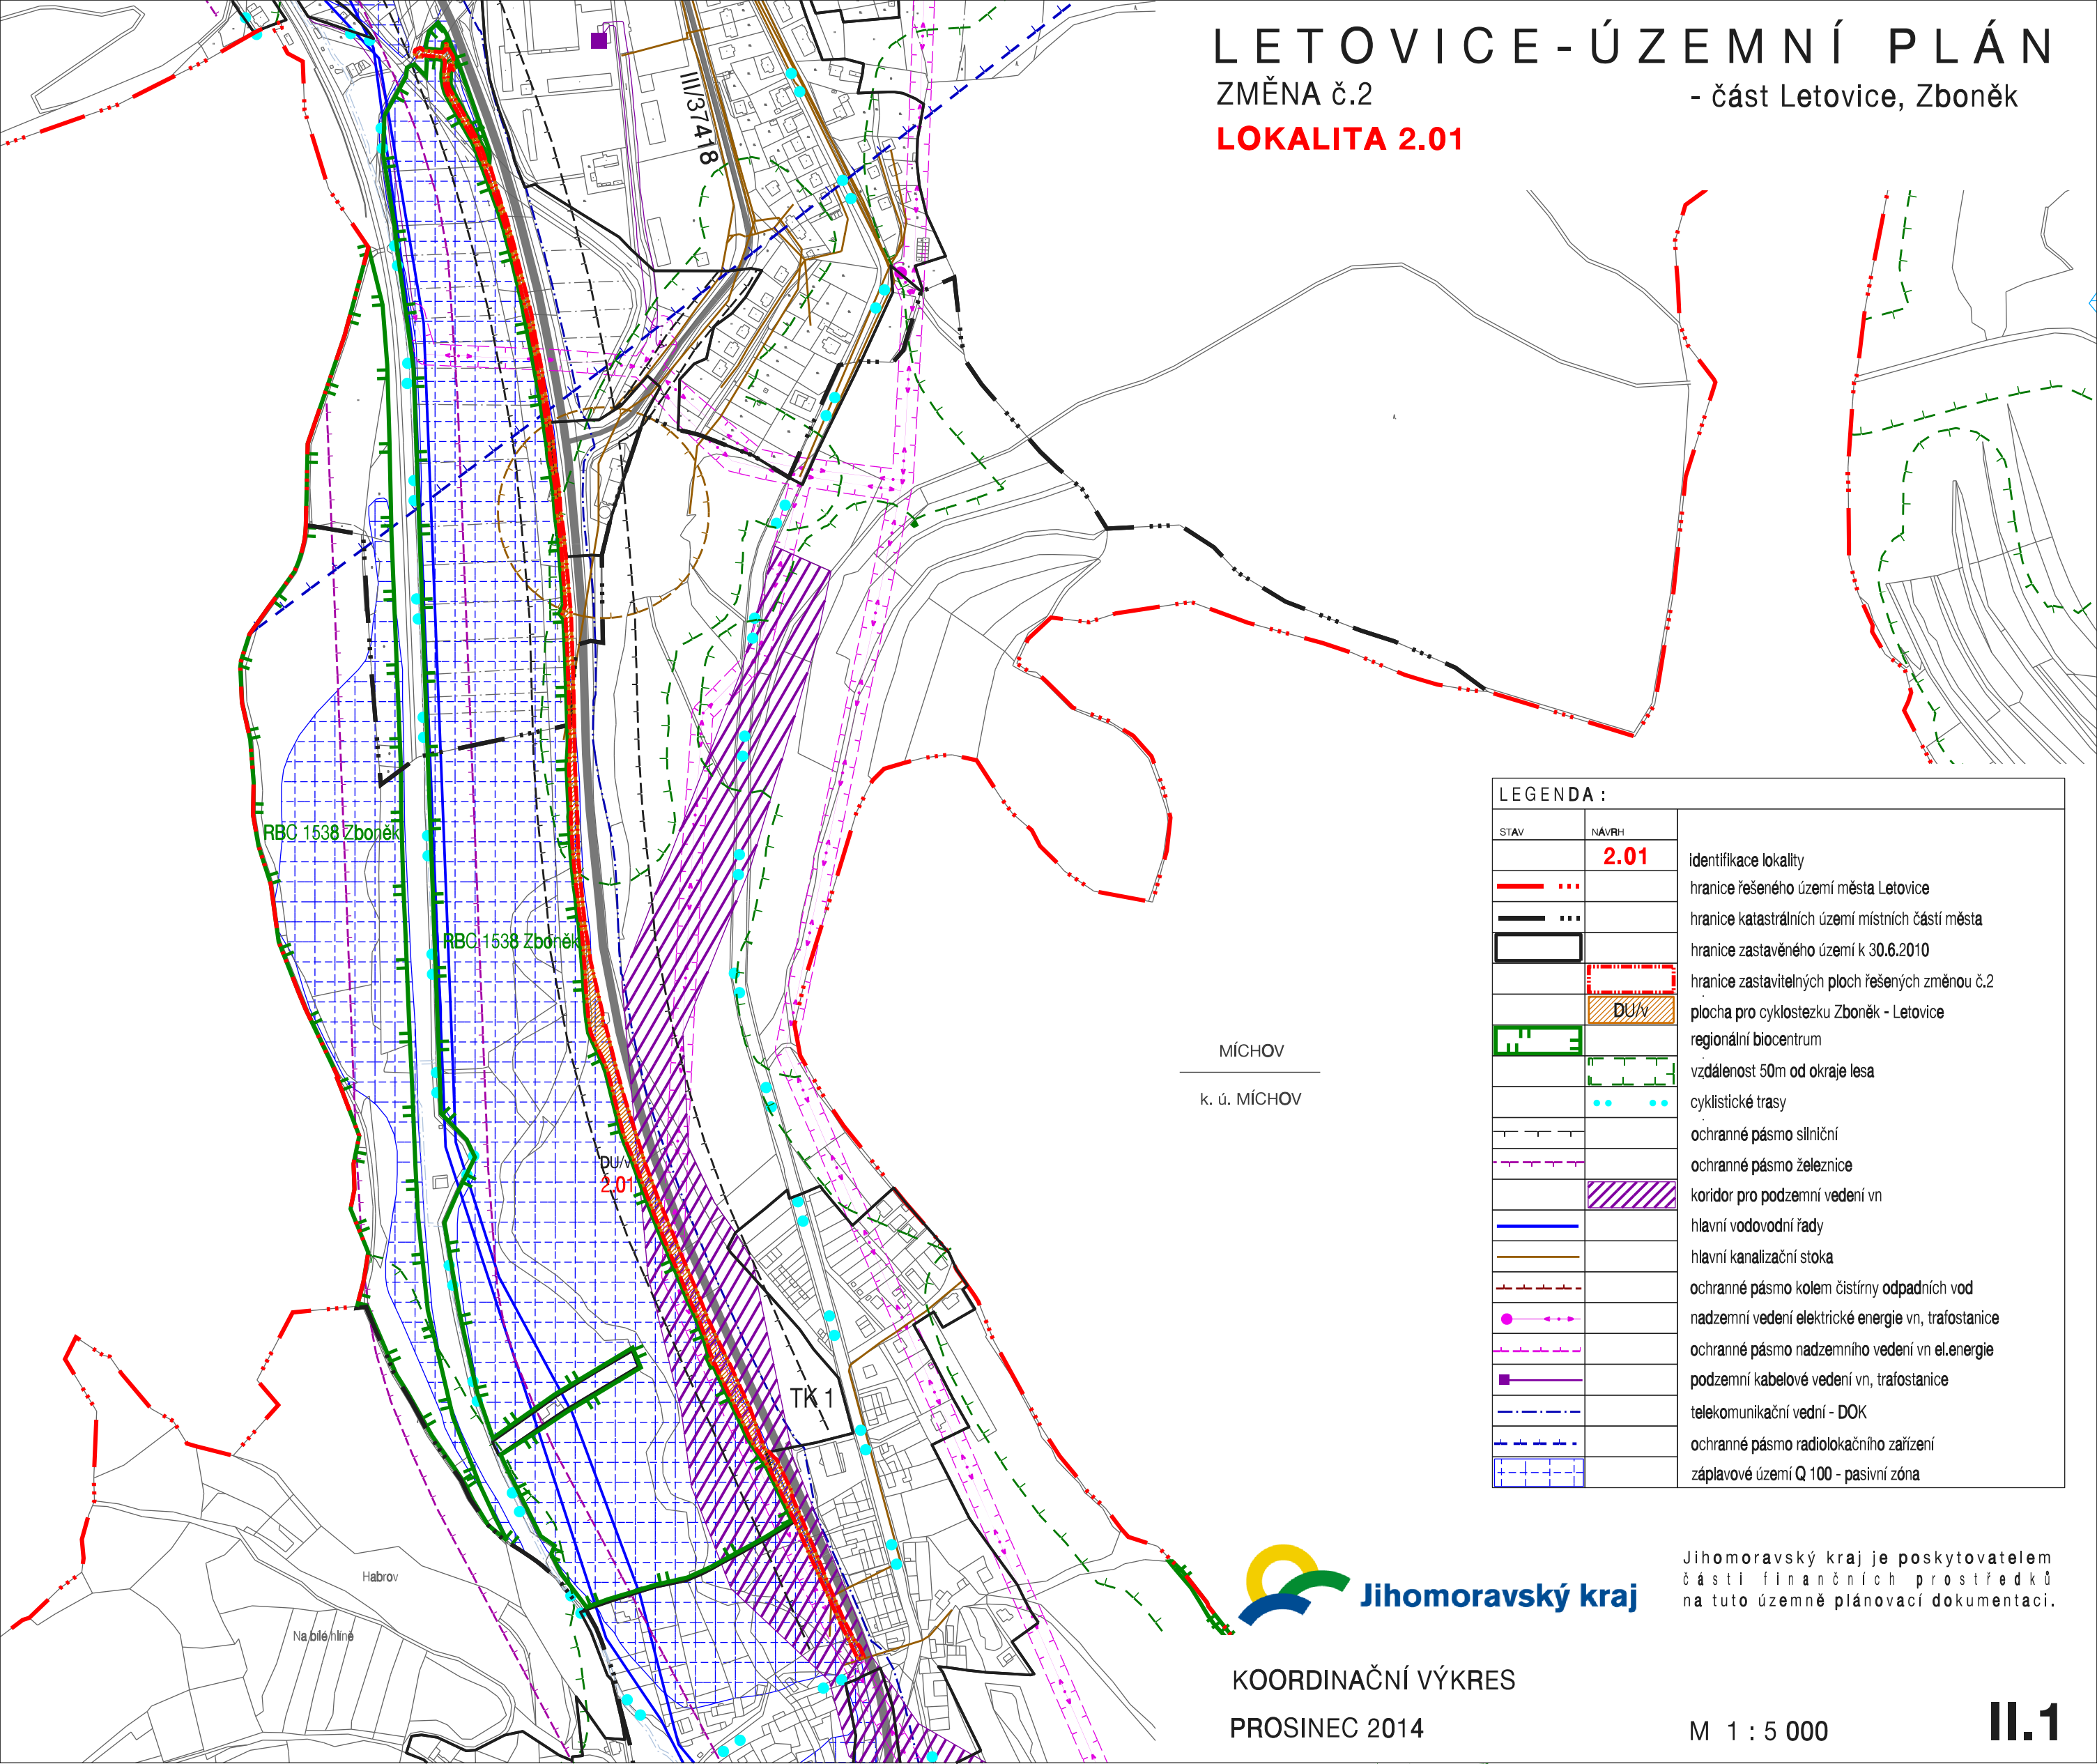 LETOVICE-ÚZEMNÍ PLÁN
ZMĚNA č.2
- část Letovice, Zboněk
LOKALITA 2.01
III/37418
RBC 1538 Zboněk
RBC 1538 Zboněk
DU/v
2.01
TK 1
Habrov
Na bílé hlíně
MÍCHOV
k. ú. MÍCHOV
LEGENDA :
STAV NÁVRH
2.01 identifikace lokality
hranice řešeného území města Letovice
hranice katastrálních území místních částí města
hranice zastavěného území k 30.6.2010
hranice zastavitelných ploch řešených změnou č.2
DU/v plocha pro cyklostezku Zboněk - Letovice
regionální biocentrum
vzdálenost 50m od okraje lesa
cyklistické trasy
ochranné pásmo silniční
ochranné pásmo železnice
koridor pro podzemní vedení vn
hlavní vodovodní řady
hlavní kanalizační stoka
ochranné pásmo kolem čistírny odpadních vod
nadzemní vedení elektrické energie vn, trafostanice
ochranné pásmo nadzemního vedení vn el.energie
podzemní kabelové vedení vn, trafostanice
telekomunikační vední - DOK
ochranné pásmo radiolokačního zařízení
záplavové území Q 100 - pasivní zóna
Jihomoravský kraj
Jihomoravský kraj je poskytovatelem
části finančních prostředků
na tuto územně plánovací dokumentaci.
KOORDINAČNÍ VÝKRES
PROSINEC 2014
M 1 : 5 000
II.1